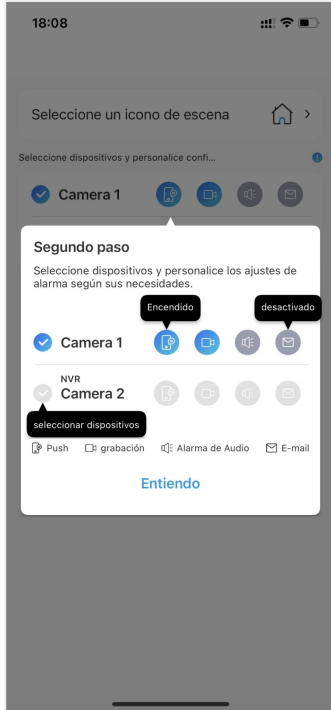 18:08
Seleccione un icono de escena
Seleccione dispositivos y personalice confi...
Camera 1
Segundo paso
Seleccione dispositivos y personalice los ajustes de
alarma según sus necesidades.
Encendido
desactivado
Camera 1
NVR
Camera 2
seleccionar dispositivos
Push grabación Alarma de Audio E-mail
Entiendo